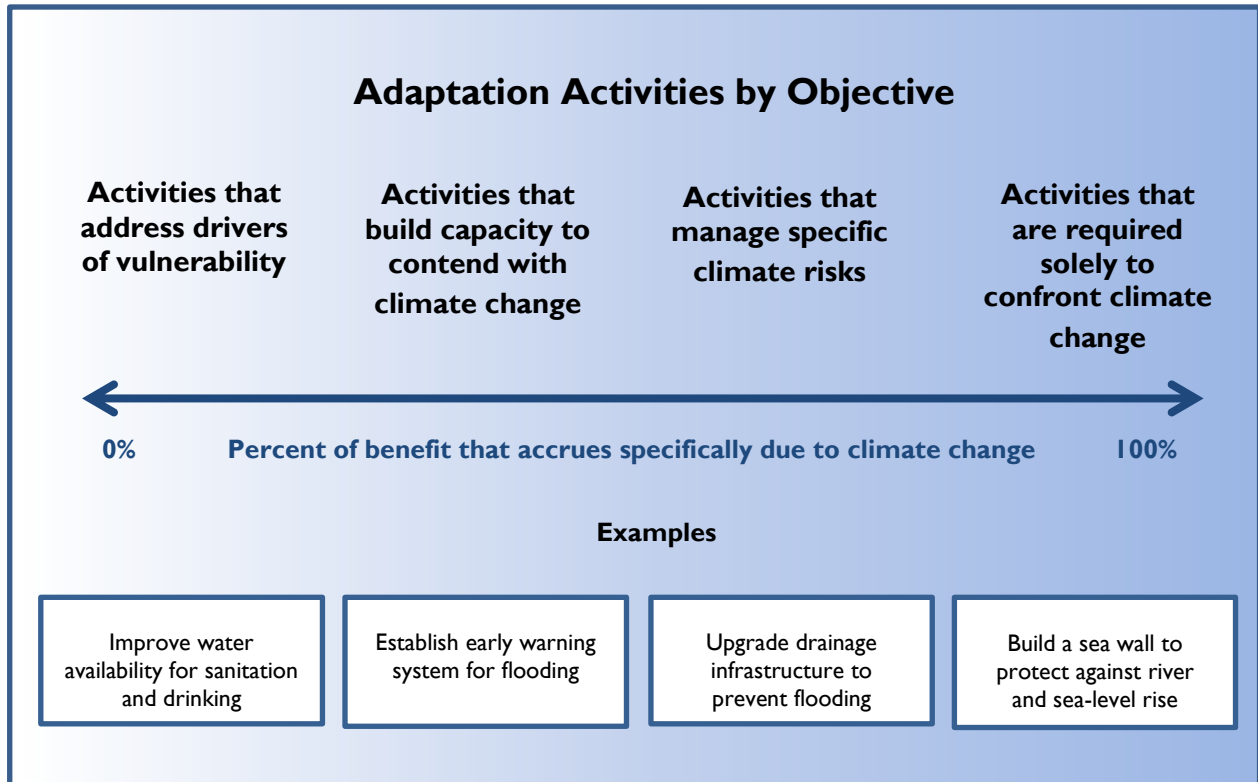 Adaptation Activities by Objective
Activities that
address drivers
of vulnerability
Activities that
build capacity to
contend with
climate change
Activities that
manage specific
climate risks
Activities that
are required
solely to
confront climate
change
0%
Percent of benefit that accrues specifically due to climate change
100%
Examples
Improve water
availability for sanitation
and drinking
Establish early warning
system for flooding
Upgrade drainage
infrastructure to
prevent flooding
Build a sea wall to
protect against river
and sea-level rise